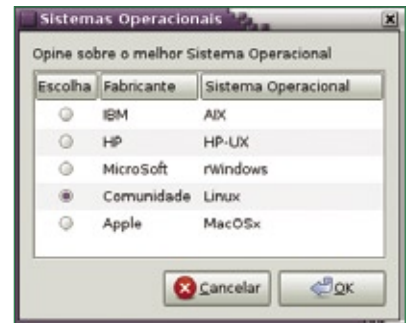 Sistemas Operacionais
Opine sobre o melhor Sistema Operacional
Escolha Fabricante Sistema Operacional
IBM AIX
HP HP-UX
MicroSoft rWindows
Comunidade Linux
Apple MacOSx
Cancelar OK